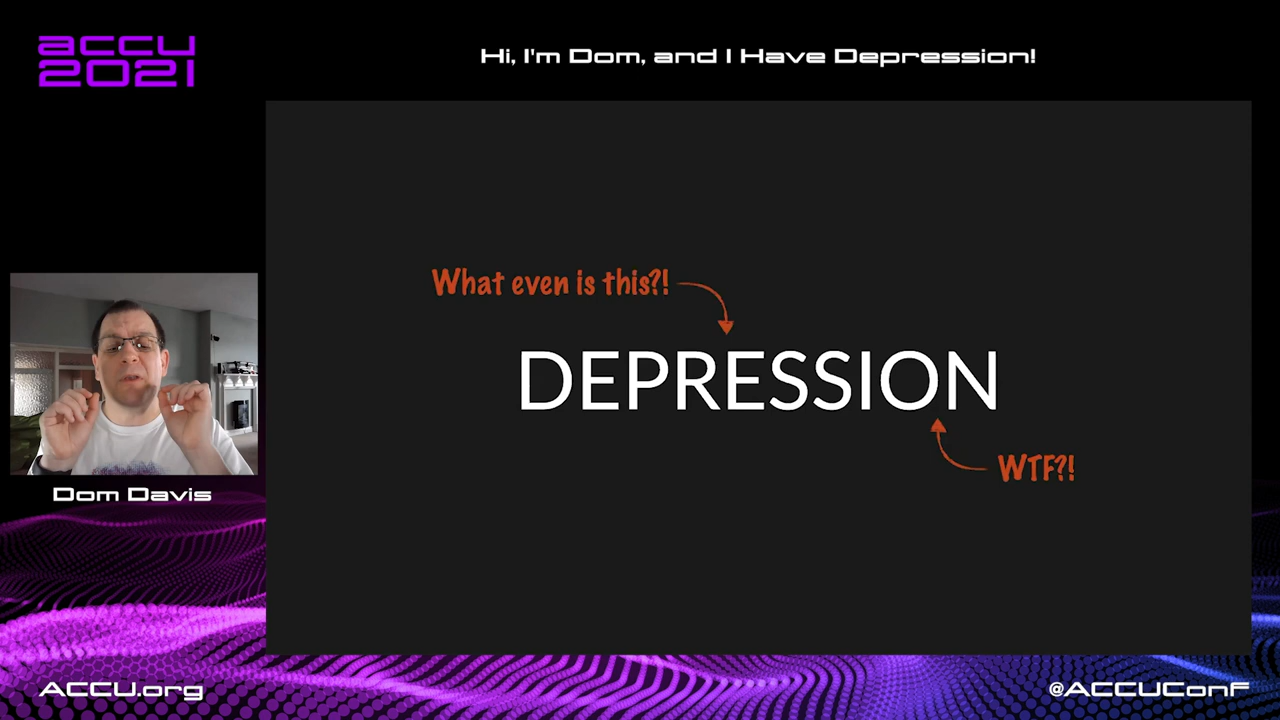 accu
2021
Hi, I'm Dom, and I Have Depression!
What even is this?!
DEPRESSION
WTF?!
Dom Davis
ACCU.org
@ACCUConf